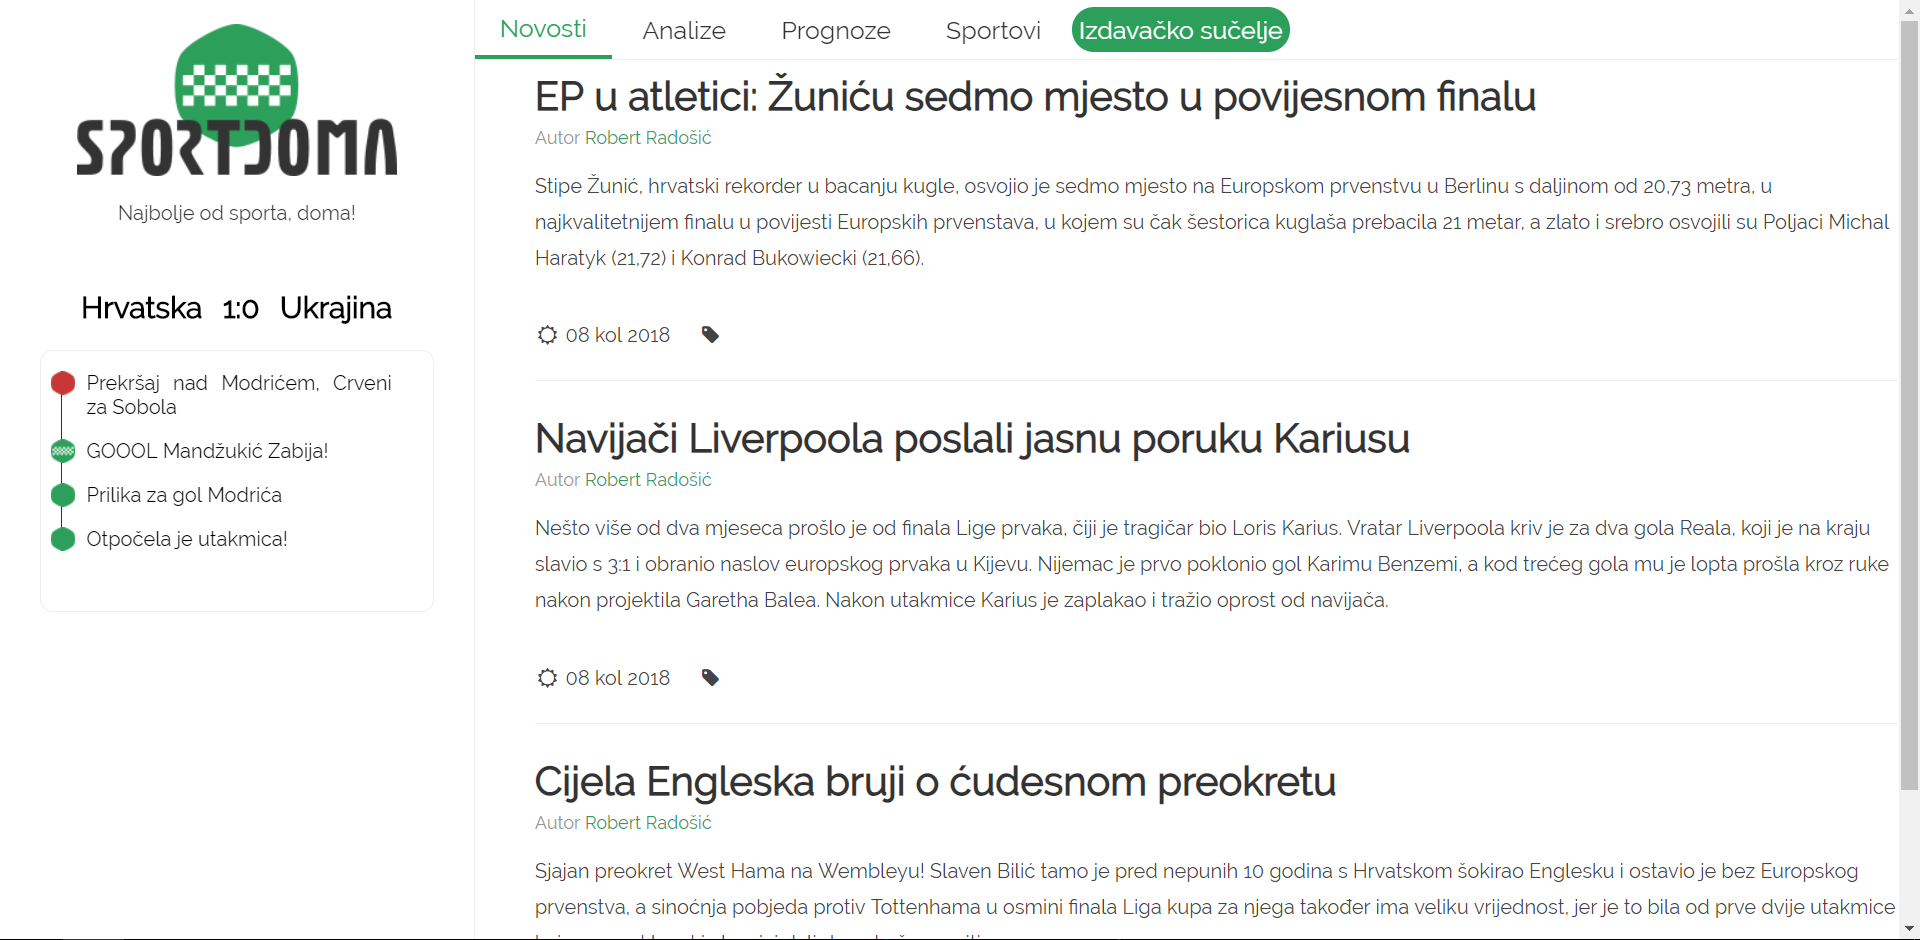 SPORTDOMA
Najbolje od sporta, doma!
Hrvatska 1:0 Ukrajina
Prekršaj nad Modrićem, Crveni
za Sobola
GOOOL Mandžukić Zabija!
Prilika za gol Modrića
Otpočela je utakmica!
Novosti Analize Prognoze Sportovi Izdavačko sučelje
EP u atletici: Žuniću sedmo mjesto u povijesnom finalu
Autor Robert Radošić
Stipe Žunić, hrvatski rekorder u bacanju kugle, osvojio je sedmo mjesto na Europskom prvenstvu u Berlinu s daljinom od 20,73 metra, u
najkvalitetnijem finalu u povijesti Europskih prvenstava, u kojem su čak šestorica kuglaša prebacila 21 metar, a zlato i srebro osvojili su Poljaci Michal
Haratyk (21,72) i Konrad Bukowiecki (21,66).
08 kol 2018
Navijači Liverpoola poslali jasnu poruku Kariusu
Autor Robert Radošić
Nešto više od dva mjeseca prošlo je od finala Lige prvaka, čiji je tragičar bio Loris Karius. Vratar Liverpoola kriv je za dva gola Reala, koji je na kraju
slavio s 3:1 i obranio naslov europskog prvaka u Kijevu. Nijemac je prvo poklonio gol Karimu Benzemi, a kod trećeg gola mu je lopta prošla kroz ruke
nakon projektila Garetha Balea. Nakon utakmice Karius je zaplakao i tražio oprost od navijača.
08 kol 2018
Cijela Engleska bruji o ćudesnom preokretu
Autor Robert Radošić
Sjajan preokret West Hama na Wembleyu! Slaven Bilić tamo je pred nepunih 10 godina s Hrvatskom šokirao Englesku i ostavio je bez Europskog
prvenstva, a sinoćnja pobjeda protiv Tottenhama u osmini finala Liga kupa za njega također ima veliku vrijednost, jer je to bila od prve dvije utakmice